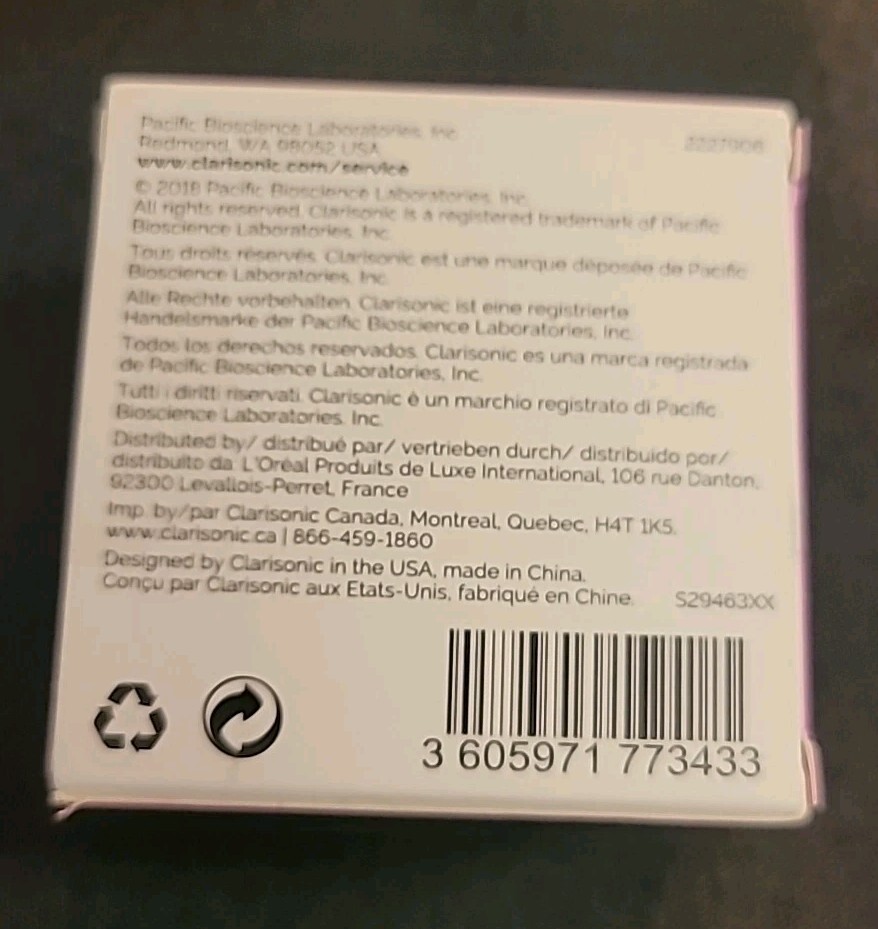 Pacific Bioscience Laboratories, Inc
Redmond, WA 98052 USA
www.clarisonic.com/service
© 2018 Pacific Bioscience Laboratories, Inc.
All rights reserved. Clarisonic is a registered trademark of Pacific
Bioscience Laboratories, Inc.
Tous droits réservés. Clarisonic est une marque déposée de Pacific
Bioscience Laboratories, Inc.
Alle Rechte vorbehalten. Clarisonic ist eine registrierte
Handelsmarke der Pacific Bioscience Laboratories, Inc.
Todos los derechos reservados. Clarisonic es una marca registrada
de Pacific Bioscience Laboratories, Inc.
Tutti i diritti riservati. Clarisonic è un marchio registrato di Pacific
Bioscience Laboratories, Inc.
Distributed by/ distribué par/ vertrieben durch/ distribuido por/
distribuito da: L'Oréal Produits de Luxe International, 106 rue Danton,
92300 Levallois-Perret, France
Imp. by/par Clarisonic Canada, Montreal, Quebec, H4T 1K5.
www.clarisonic.ca | 866-459-1860
Designed by Clarisonic in the USA, made in China.
Conçu par Clarisonic aux Etats-Unis, fabriqué en Chine.
S29463XX
3 605971 773433